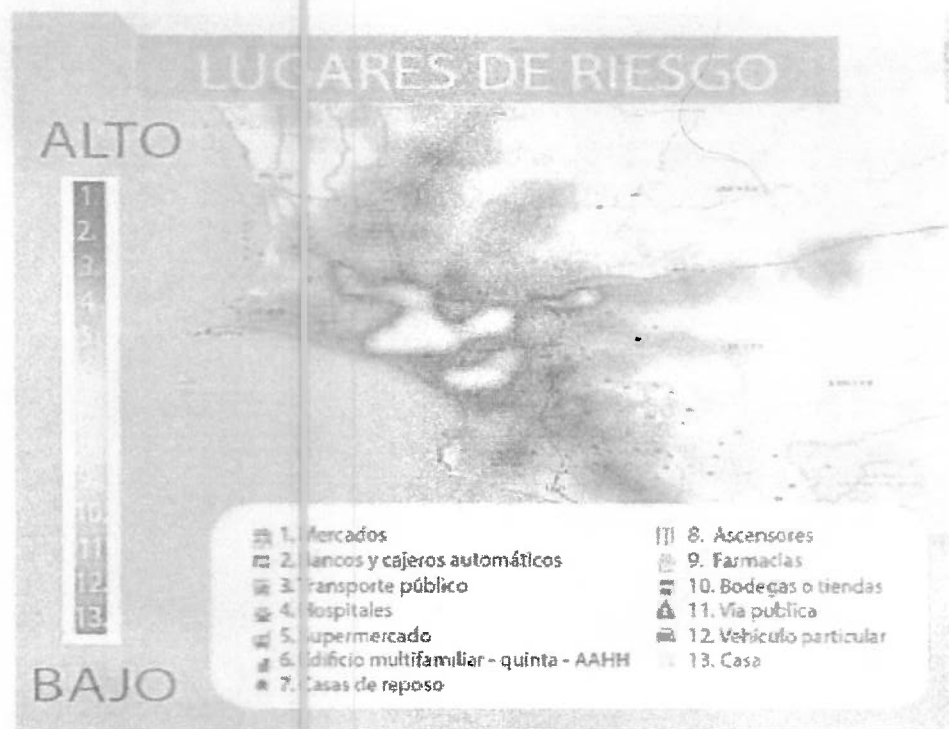 LUGARES DE RIESGO
ALTO
1
2.
3.
4
5
10.
11
12
13.
BAJO
1. Mercados
2. Bancos y cajeros automáticos
3. Transporte público
4. Hospitales
5. Supermercado
6. Edificio multifamiliar - quinta - AAHH
7. Casas de reposo
8. Ascensores
9. Farmacias
10. Bodegas o tiendas
11. Via publica
12. Vehículo particular
13. Casa